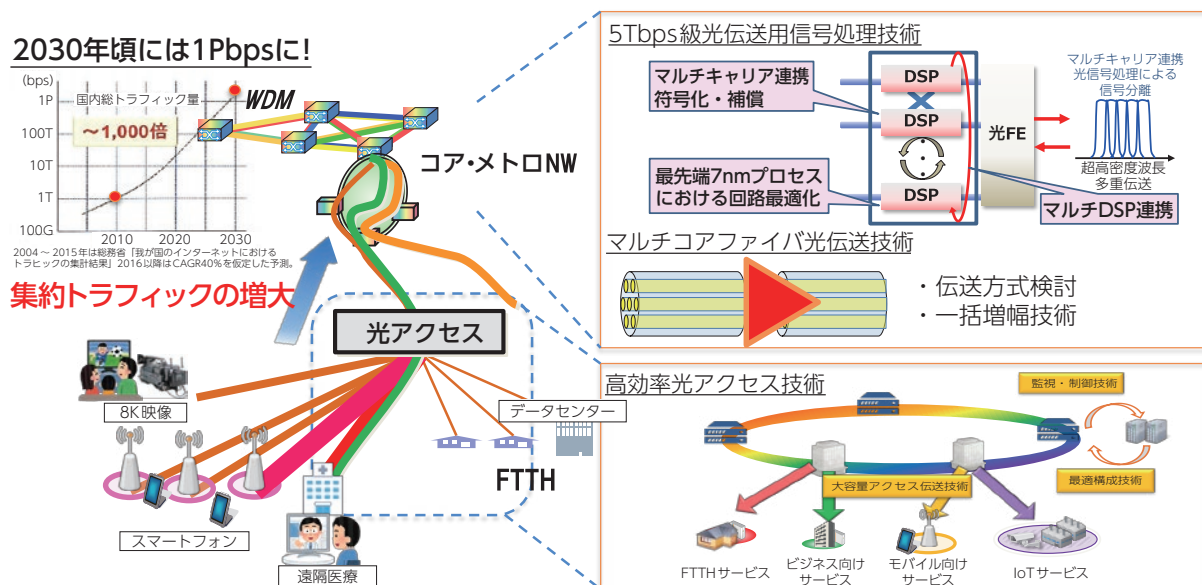 2030年頃には1Pbpsに!
(bps)
1P
100T
10T
1T
100G
国内総トラフィック量
～1,000倍
2010
2020
2030
2004～2015年は総務省「我が国のインターネットにおける
トラヒックの集計結果」2016以降はCAGR40%を仮定した予測。
WDM
コア・メトロNW
集約トラフィックの増大
光アクセス
8K映像
スマートフォン
遠隔医療
データセンター
FTTH
5Tbps級光伝送用信号処理技術
マルチキャリア連携
符号化・補償
最先端7nmプロセス
における回路最適化
DSP
DSP
DSP
光FE
マルチキャリア連携
光信号処理による
信号分離
超高密度波長
多重伝送
マルチDSP連携
マルチコアファイバ光伝送技術
・伝送方式検討
・一括増幅技術
高効率光アクセス技術
監視・制御技術
最適構成技術
大容量アクセス伝送技術
FTTHサービス
ビジネス向け
サービス
モバイル向け
サービス
IoTサービス